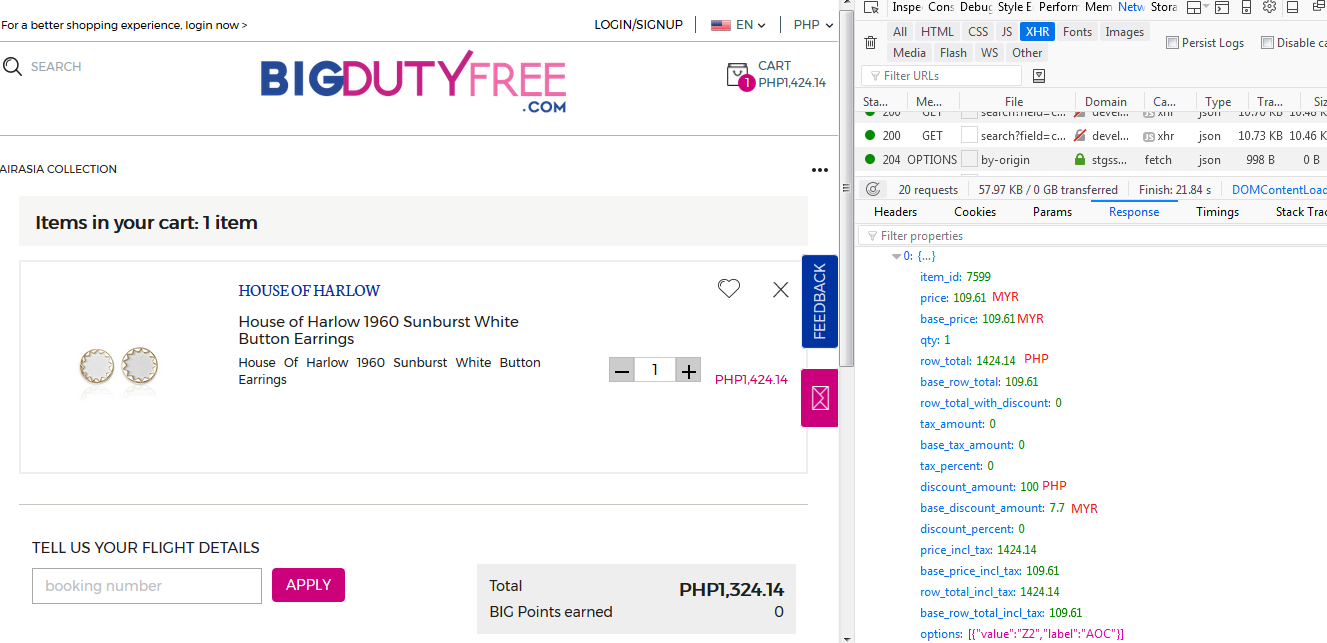 For a better shopping experience, login now >
LOGIN/SIGNUP
EN
PHP
SEARCH
BIGDUTYFREE
.COM
CART
1
PHP1,424.14
AIRASIA COLLECTION
Items in your cart: 1 item
HOUSE OF HARLOW
House of Harlow 1960 Sunburst White
Button Earrings
House Of Harlow 1960 Sunburst White Button
Earrings
1
PHP1,424.14
FEEDBACK
TELL US YOUR FLIGHT DETAILS
booking number
APPLY
Total PHP1,324.14
BIG Points earned 0
Inspe Cons Debug Style E Perform Mem Netw Stora
All HTML CSS JS XHR Fonts Images
Persist Logs Disable ca
Media Flash WS Other
Filter URLs
Sta... Me... File Domain Ca... Type Tra... Siz
200 GET search?field=c... devel... JS xhr json 10.70 KB 10.48 K
200 GET search?field=c... devel... JS xhr json 10.73 KB 10.46 K
204 OPTIONS by-origin stgss... fetch json 998 B 0 B
20 requests 57.97 KB / 0 GB transferred Finish: 21.84 s DOMContentLoad
Headers Cookies Params Response Timings Stack Trac
Filter properties
0: {...}
item_id: 7599
price: 109.61 MYR
base_price: 109.61 MYR
qty: 1
row_total: 1424.14 PHP
base_row_total: 109.61
row_total_with_discount: 0
tax_amount: 0
base_tax_amount: 0
tax_percent: 0
discount_amount: 100 PHP
base_discount_amount: 7.7 MYR
discount_percent: 0
price_incl_tax: 1424.14
base_price_incl_tax: 109.61
row_total_incl_tax: 1424.14
base_row_total_incl_tax: 109.61
options: [{"value":"Z2","label":"AOC"}]